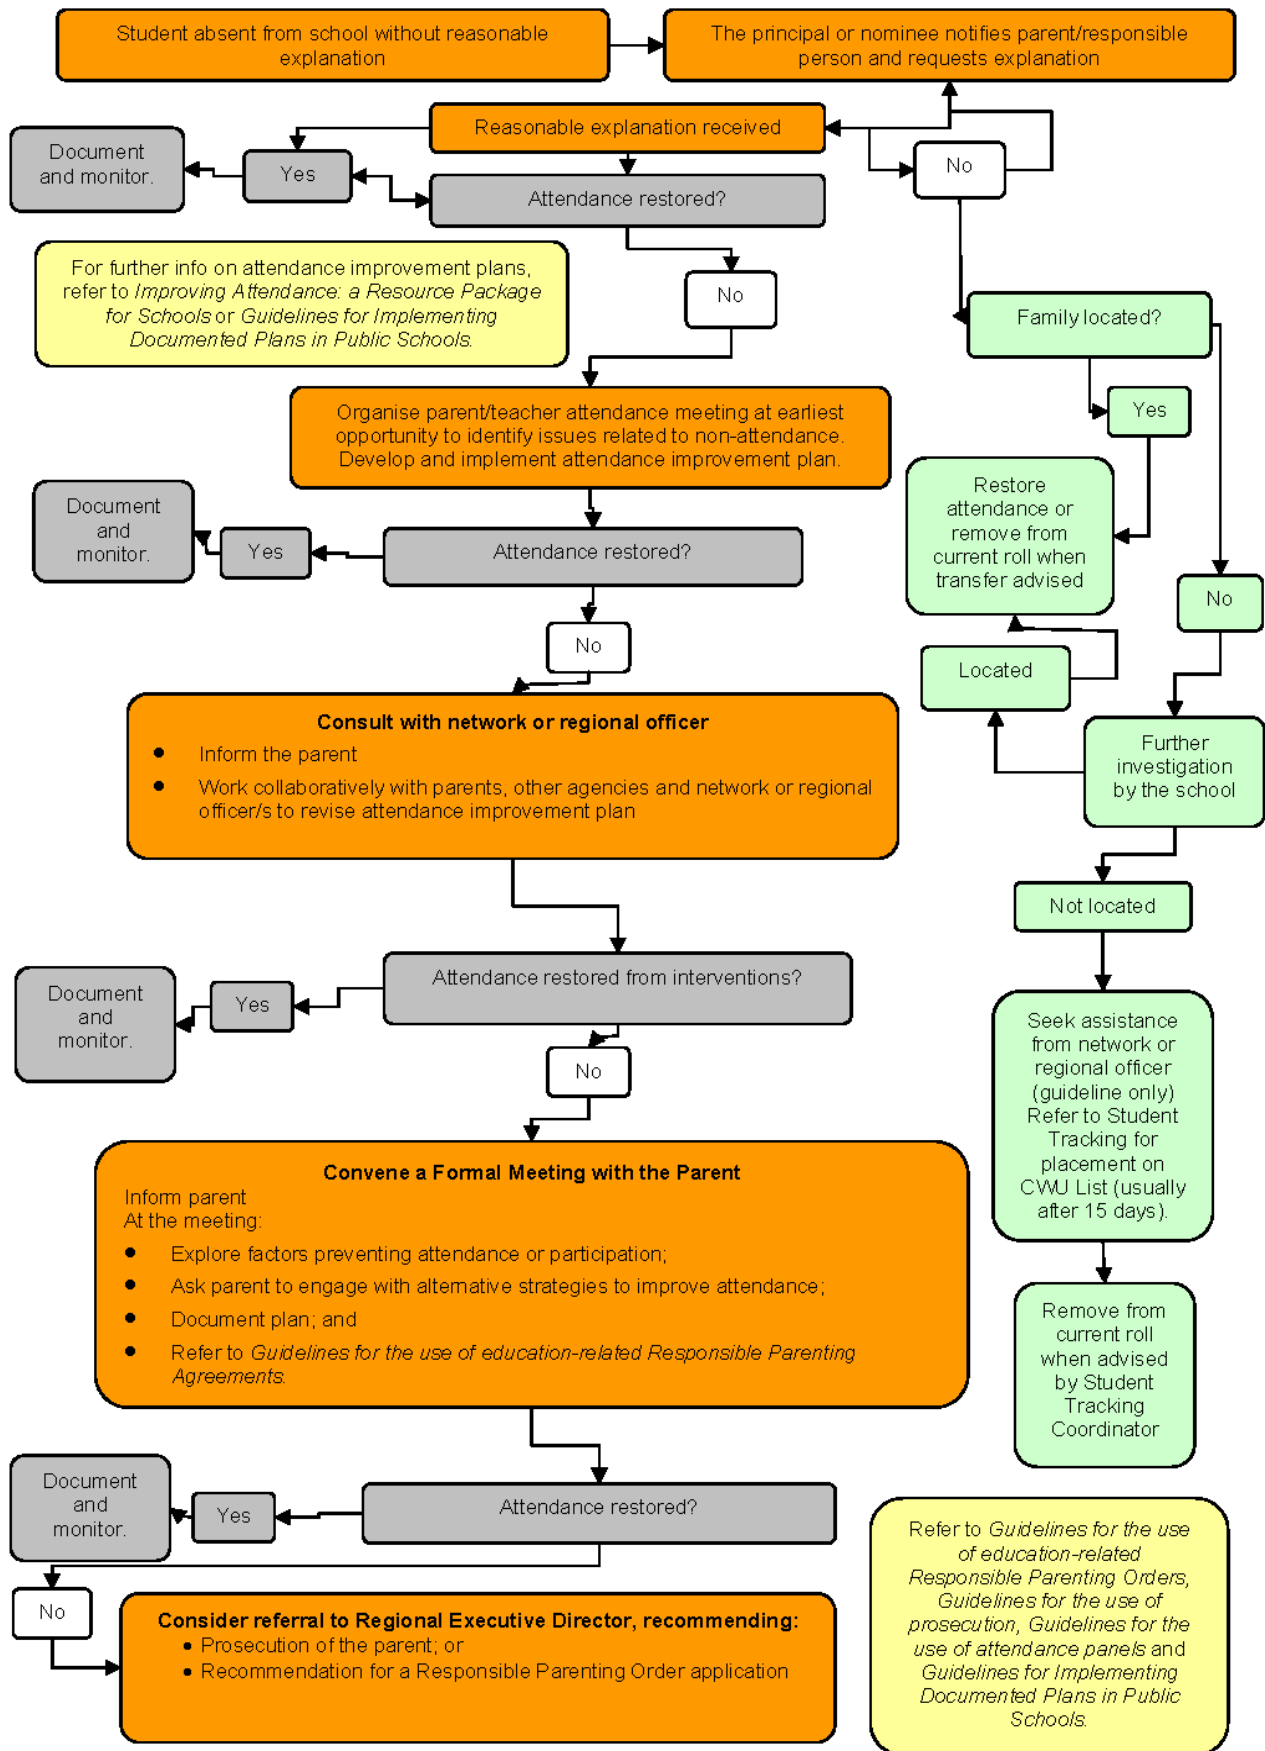 Student absent from school without reasonable
explanation
The principal or nominee notifies parent/responsible
person and requests explanation
Reasonable explanation received
Document
and monitor.
Yes
No
Attendance restored?
For further info on attendance improvement plans,
refer to Improving Attendance: a Resource Package
for Schools or Guidelines for Implementing
Documented Plans in Public Schools.
No
Family located?
Yes
Organise parent/teacher attendance meeting at earliest
opportunity to identify issues related to non-attendance.
Develop and implement attendance improvement plan.
Restore
attendance or
remove from
current roll when
transfer advised
Document
and
monitor.
Yes
Attendance restored?
No
No
Located
Consult with network or regional officer
● Inform the parent
● Work collaboratively with parents, other agencies and network or regional
officer/s to revise attendance improvement plan
Further
investigation
by the school
Not located
Attendance restored from interventions?
Document
and
monitor.
Yes
No
Seek assistance
from network or
regional officer
(guideline only)
Refer to Student
Tracking for
placement on
CWU List (usually
after 15 days).
Convene a Formal Meeting with the Parent
Inform parent
At the meeting:
● Explore factors preventing attendance or participation;
● Ask parent to engage with alternative strategies to improve attendance;
● Document plan; and
● Refer to Guidelines for the use of education-related Responsible Parenting
Agreements.
Remove from
current roll
when advised
by Student
Tracking
Coordinator
Document
and
monitor.
Yes
Attendance restored?
No
Consider referral to Regional Executive Director, recommending:
● Prosecution of the parent; or
● Recommendation for a Responsible Parenting Order application
Refer to Guidelines for the use
of education-related
Responsible Parenting Orders,
Guidelines for the use of
prosecution, Guidelines for the
use of attendance panels and
Guidelines for Implementing
Documented Plans in Public
Schools.